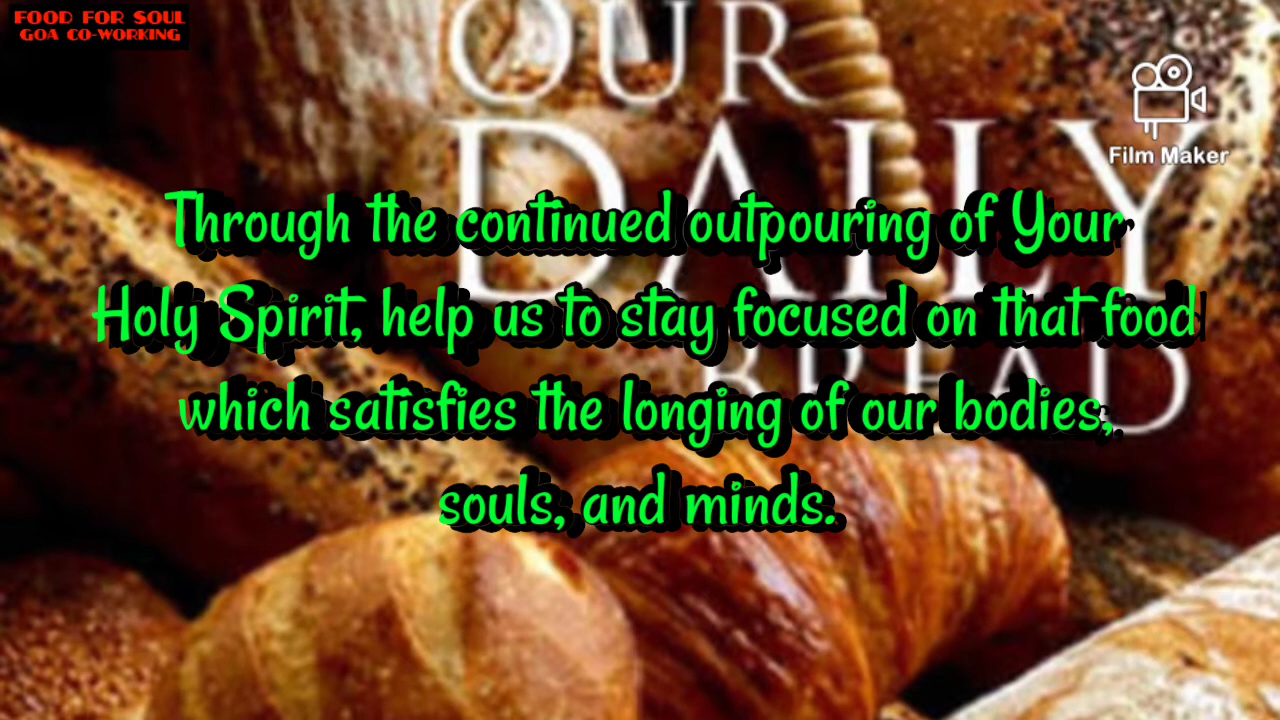 FOOD FOR SOUL
GOA CO-WORKING
OUR
DAILY
BREAD
Film Maker
Through the continued outpouring of Your
Holy Spirit, help us to stay focused on that food
which satisfies the longing of our bodies,
souls, and minds.